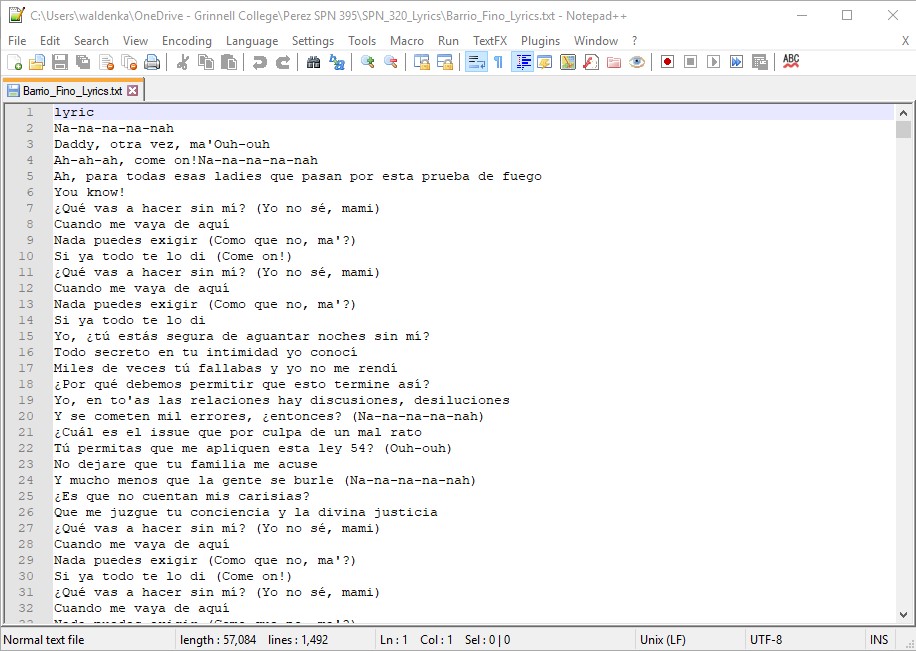 C:\Users\waldenka\OneDrive - Grinnell College\Perez SPN 395\SPN_320_Lyrics\Barrio_Fino_Lyrics.txt - Notepad++
File Edit Search View Encoding Language Settings Tools Macro Run TextFX Plugins Window ? X
ABC
Barrio_Fino_Lyrics.txt
1 lyric
2 Na-na-na-na-nah
3 Daddy, otra vez, ma'Ouh-ouh
4 Ah-ah-ah, come on!Na-na-na-na-nah
5 Ah, para todas esas ladies que pasan por esta prueba de fuego
6 You know!
7 ¿Qué vas a hacer sin mí? (Yo no sé, mami)
8 Cuando me vaya de aquí
9 Nada puedes exigir (Como que no, ma'?)
10 Si ya todo te lo di (Come on!)
11 ¿Qué vas a hacer sin mí? (Yo no sé, mami)
12 Cuando me vaya de aquí
13 Nada puedes exigir (Como que no, ma'?)
14 Si ya todo te lo di
15 Yo, ¿tú estás segura de aguantar noches sin mí?
16 Todo secreto en tu intimidad yo conocí
17 Miles de veces tú fallabas y yo no me rendí
18 ¿Por qué debemos permitir que esto termine así?
19 Yo, en to'as las relaciones hay discusiones, desiluciones
20 Y se cometen mil errores, ¿entonces? (Na-na-na-na-nah)
21 ¿Cuál es el issue que por culpa de un mal rato
22 Tú permitas que me apliquen esta ley 54? (Ouh-ouh)
23 No dejare que tu familia me acuse
24 Y mucho menos que la gente se burle (Na-na-na-na-nah)
25 ¿Es que no cuentan mis carisias?
26 Que me juzgue tu conciencia y la divina justicia
27 ¿Qué vas a hacer sin mí? (Yo no sé, mami)
28 Cuando me vaya de aquí
29 Nada puedes exigir (Como que no, ma'?)
30 Si ya todo te lo di (Come on!)
31 ¿Qué vas a hacer sin mí? (Yo no sé, mami)
32 Cuando me vaya de aquí
Normal text file length : 57,084 lines : 1,492 Ln : 1 Col : 1 Sel : 0 | 0 Unix (LF) UTF-8 INS